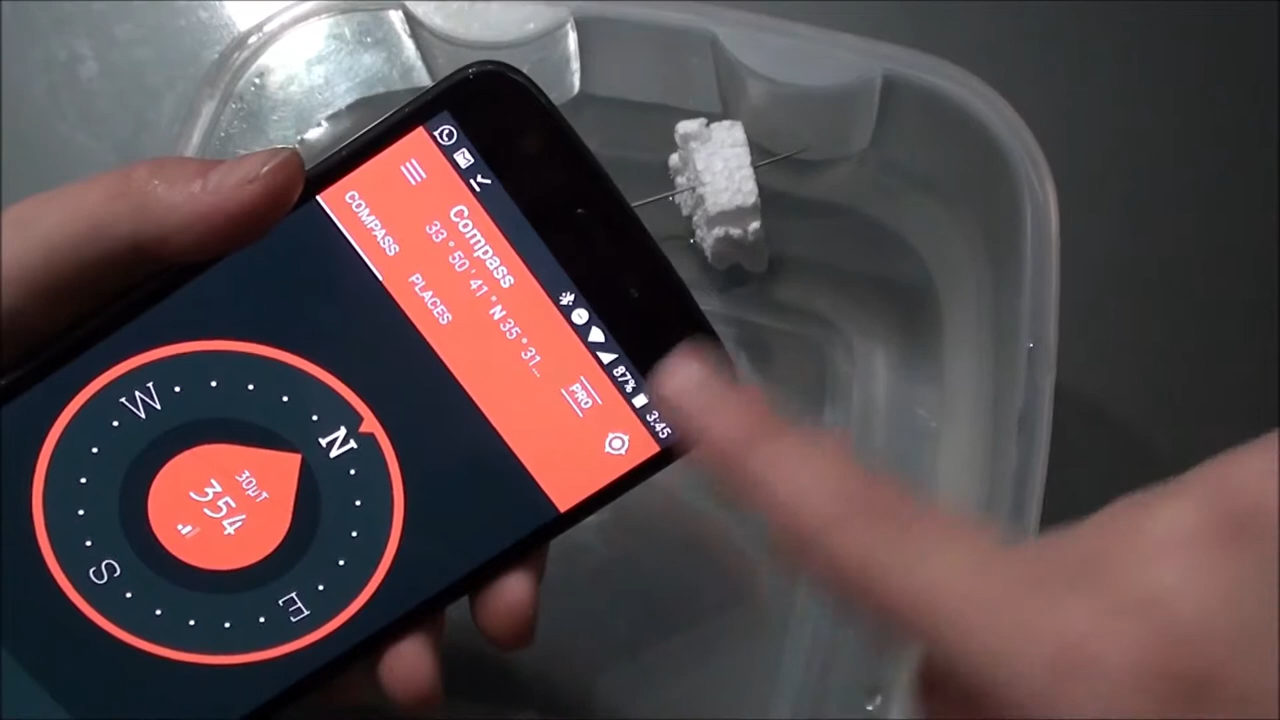 87% 3:45
Compass
33°50'41"N 35°31...
PRO
COMPASS PLACES
N
W
30μT
354
S
E